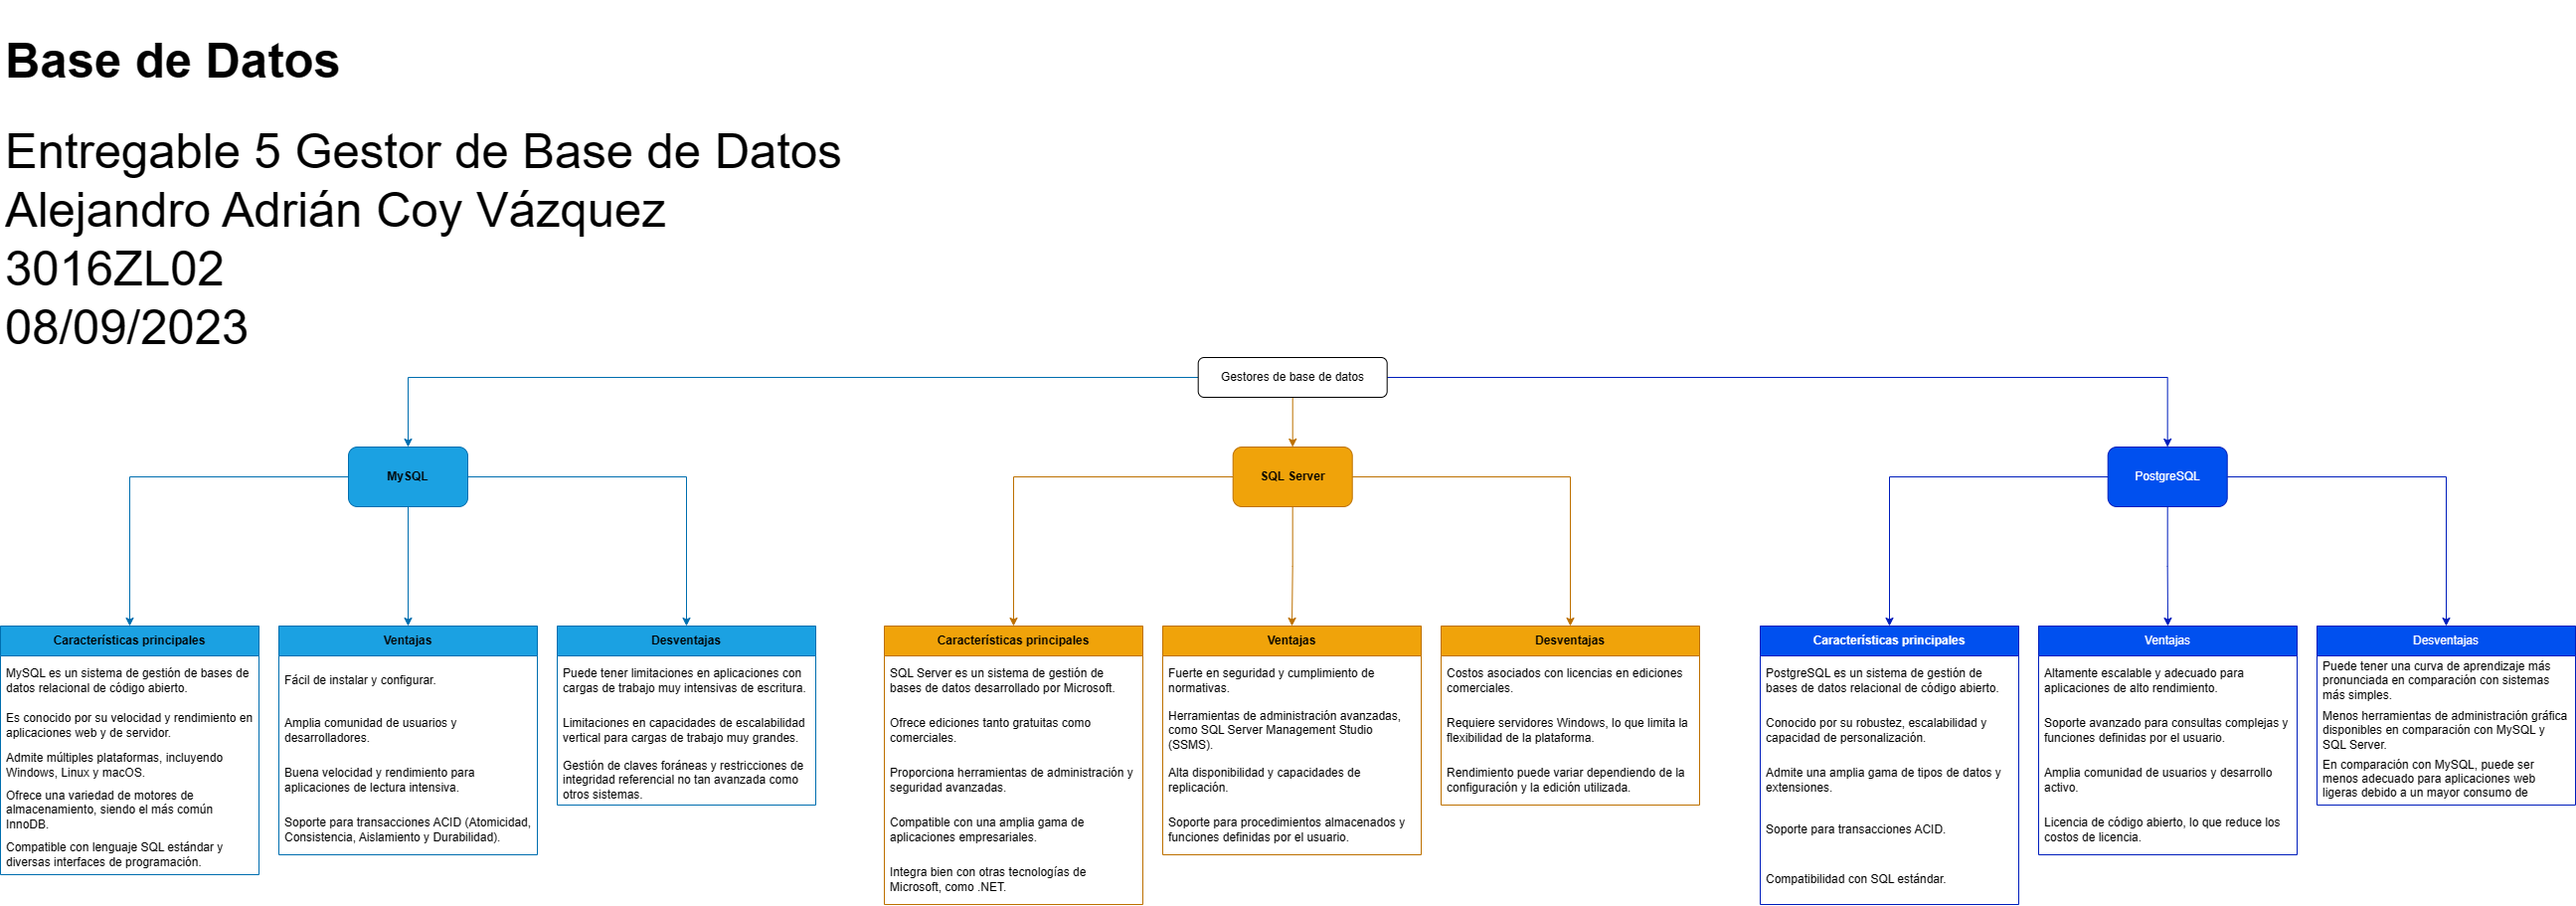 Base de Datos
Entregable 5 Gestor de Base de Datos
Alejandro Adrián Coy Vázquez
3016ZL02
08/09/2023
Gestores de base de datos
MySQL
SQL Server
PostgreSQL
Características principales
MySQL es un sistema de gestión de bases de
datos relacional de código abierto.
Es conocido por su velocidad y rendimiento en
aplicaciones web y de servidor.
Admite múltiples plataformas, incluyendo
Windows, Linux y macOS.
Ofrece una variedad de motores de
almacenamiento, siendo el más común
InnoDB.
Compatible con lenguaje SQL estándar y
diversas interfaces de programación.
Ventajas
Fácil de instalar y configurar.
Amplia comunidad de usuarios y
desarrolladores.
Buena velocidad y rendimiento para
aplicaciones de lectura intensiva.
Soporte para transacciones ACID (Atomicidad,
Consistencia, Aislamiento y Durabilidad).
Desventajas
Puede tener limitaciones en aplicaciones con
cargas de trabajo muy intensivas de escritura.
Limitaciones en capacidades de escalabilidad
vertical para cargas de trabajo muy grandes.
Gestión de claves foráneas y restricciones de
integridad referencial no tan avanzada como
otros sistemas.
Características principales
SQL Server es un sistema de gestión de
bases de datos desarrollado por Microsoft.
Ofrece ediciones tanto gratuitas como
comerciales.
Proporciona herramientas de administración y
seguridad avanzadas.
Compatible con una amplia gama de
aplicaciones empresariales.
Integra bien con otras tecnologías de
Microsoft, como .NET.
Ventajas
Fuerte en seguridad y cumplimiento de
normativas.
Herramientas de administración avanzadas,
como SQL Server Management Studio
(SSMS).
Alta disponibilidad y capacidades de
replicación.
Soporte para procedimientos almacenados y
funciones definidas por el usuario.
Desventajas
Costos asociados con licencias en ediciones
comerciales.
Requiere servidores Windows, lo que limita la
flexibilidad de la plataforma.
Rendimiento puede variar dependiendo de la
configuración y la edición utilizada.
Características principales
PostgreSQL es un sistema de gestión de
bases de datos relacional de código abierto.
Conocido por su robustez, escalabilidad y
capacidad de personalización.
Admite una amplia gama de tipos de datos y
extensiones.
Soporte para transacciones ACID.
Compatibilidad con SQL estándar.
Ventajas
Altamente escalable y adecuado para
aplicaciones de alto rendimiento.
Soporte avanzado para consultas complejas y
funciones definidas por el usuario.
Amplia comunidad de usuarios y desarrollo
activo.
Licencia de código abierto, lo que reduce los
costos de licencia.
Desventajas
Puede tener una curva de aprendizaje más
pronunciada en comparación con sistemas
más simples.
Menos herramientas de administración gráfica
disponibles en comparación con MySQL y
SQL Server.
En comparación con MySQL, puede ser
menos adecuado para aplicaciones web
ligeras debido a un mayor consumo de